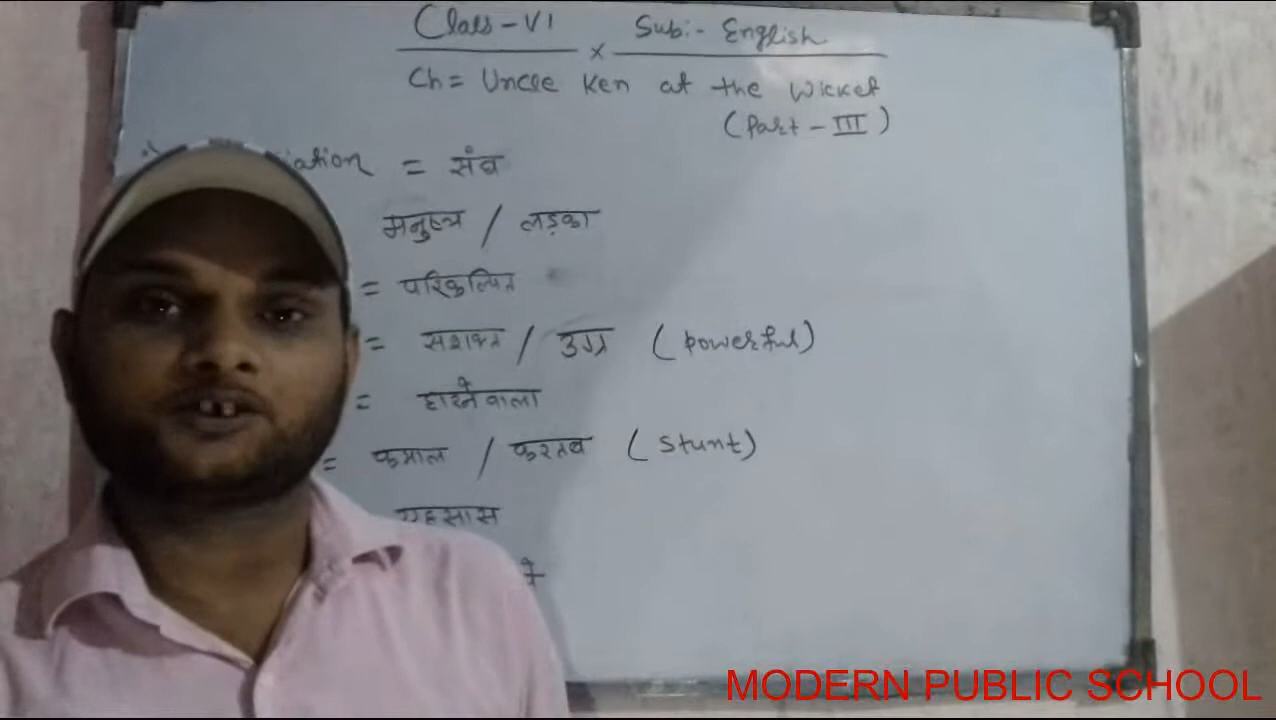 Class-VI × Sub:- English
Ch = Uncle Ken at the Wicket
(Part - III)
= संघ
मनुष्य / लड़का
= परिकल्पित
= सशक्त / उग्र (powerful)
= हारनेवाला
= कमाल / करतब (stunt)
एहसास
MODERN PUBLIC SCHOOL